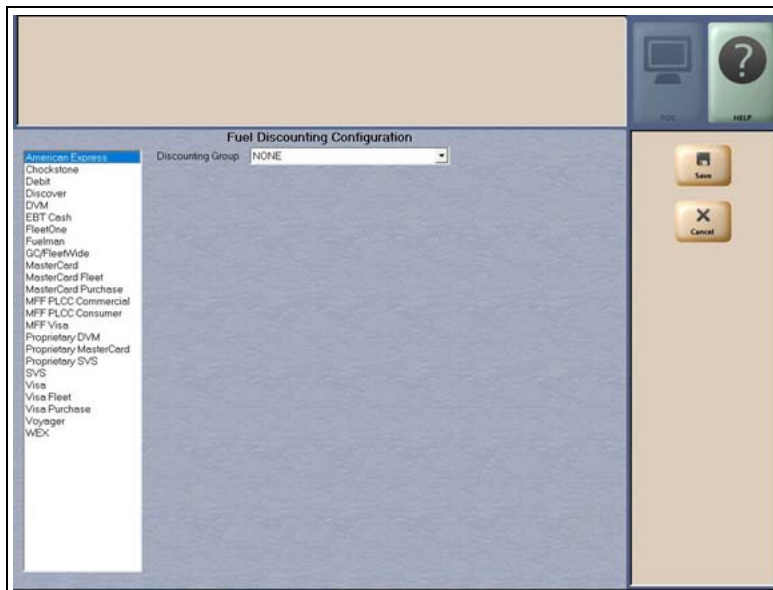 POS
HELP
Fuel Discounting Configuration
American Express
Discounting Group NONE
Chockstone
Debit
Discover
DVM
EBT Cash
FleetOne
Fuelman
GC/FleetWide
MasterCard
MasterCard Fleet
MasterCard Purchase
MFF PLCC Commercial
MFF PLCC Consumer
MFF Visa
Proprietary DVM
Proprietary MasterCard
Proprietary SVS
SVS
Visa
Visa Fleet
Visa Purchase
Voyager
WEX
Save
Cancel